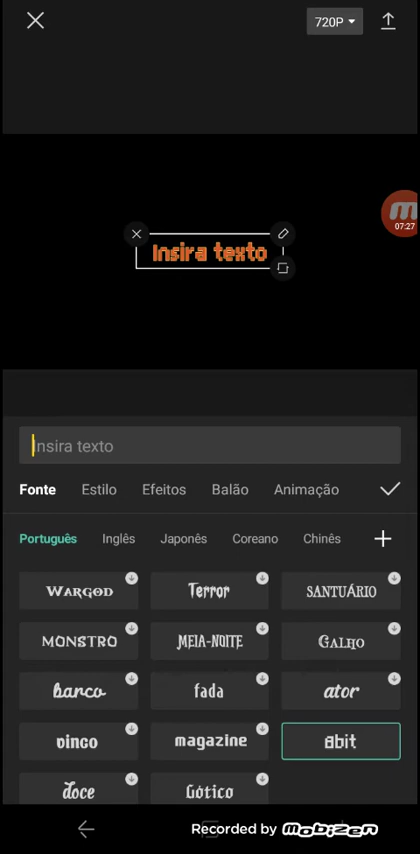 720P
07:27
Insira texto
Insira texto
Fonte Estilo Efeitos Balão Animação
Português Inglês Japonês Coreano Chinês
WARGOD Terror SANTUÁRIO
MONSTRO MEIA-NOITE GALHO
barco fada ator
vinco magazine 8bit
doce Gótico
Recorded by MOBIZEN